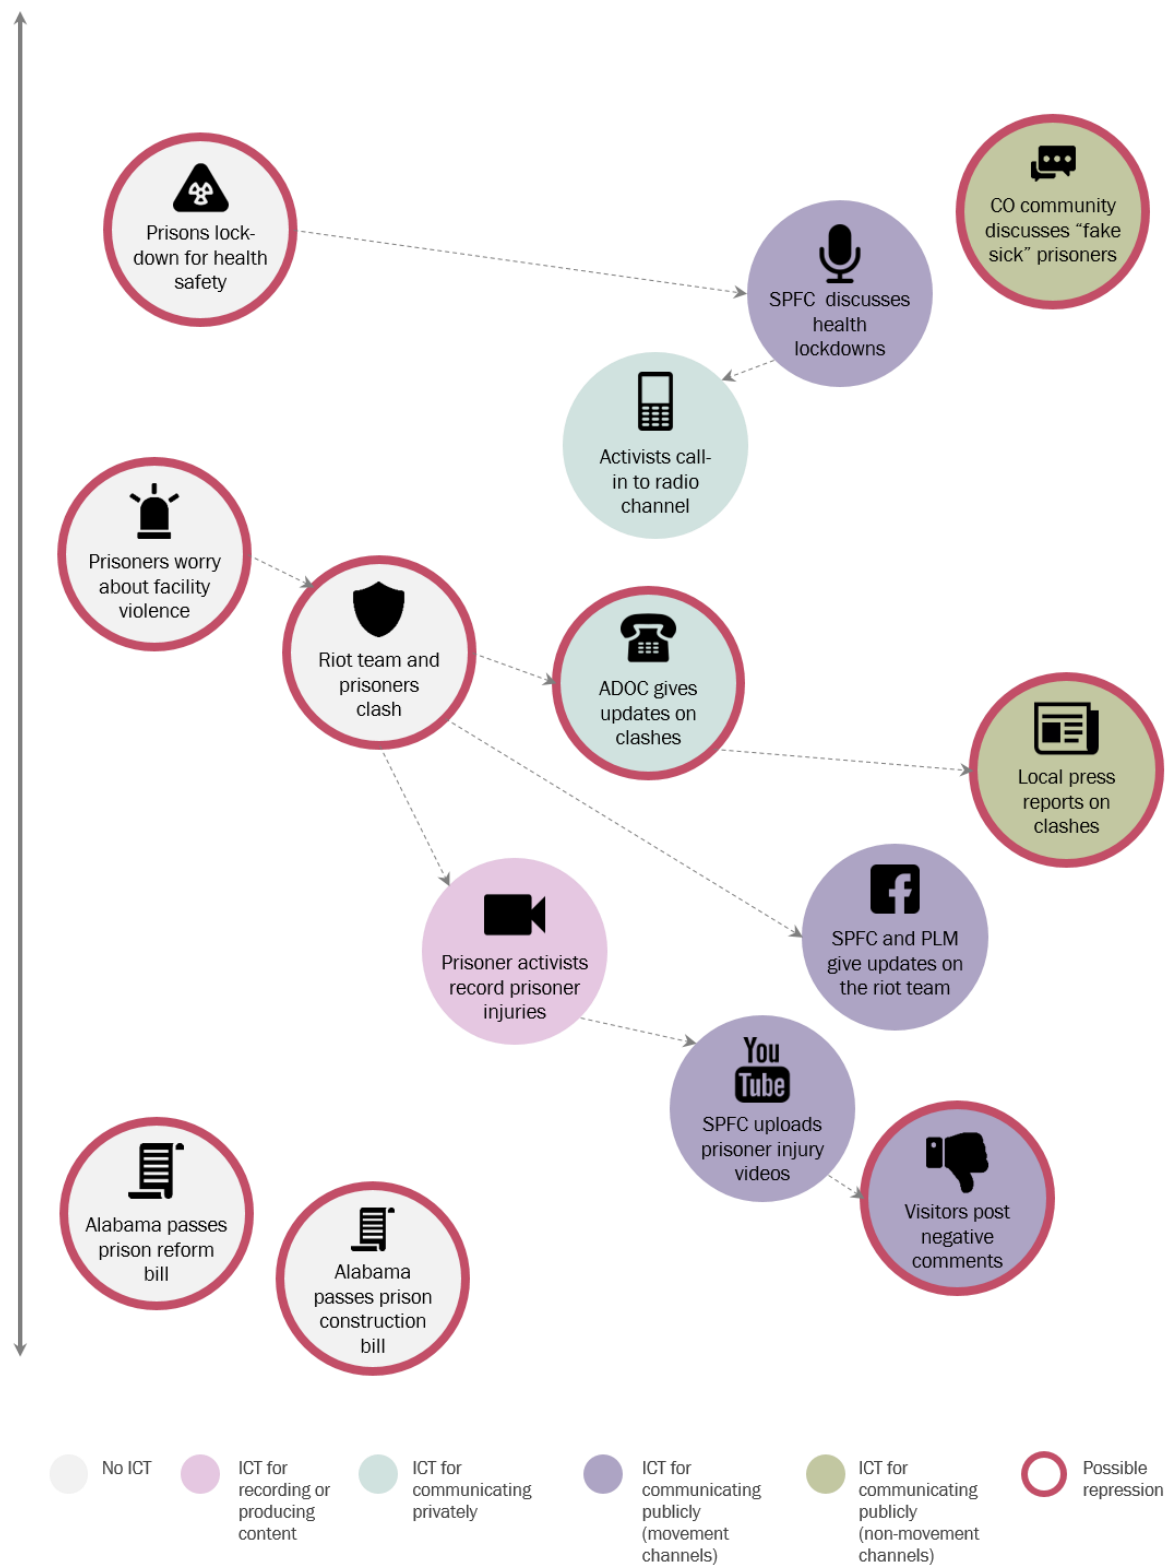 Prisons lock-
down for health
safety
CO community
discusses “fake
sick” prisoners
SPFC discusses
health
lockdowns
Activists call-
in to radio
channel
Prisoners worry
about facility
violence
Riot team and
prisoners
clash
ADOC gives
updates on
clashes
Local press
reports on
clashes
Prisoner activists
record prisoner
injuries
SPFC and PLM
give updates on
the riot team
You
Tube
SPFC uploads
prisoner injury
videos
Visitors post
negative
comments
Alabama passes
prison reform
bill
Alabama
passes prison
construction
bill
No ICT
ICT for
recording or
producing
content
ICT for
communicating
privately
ICT for
communicating
publicly
(movement
channels)
ICT for
communicating
publicly
(non-movement
channels)
Possible
repression